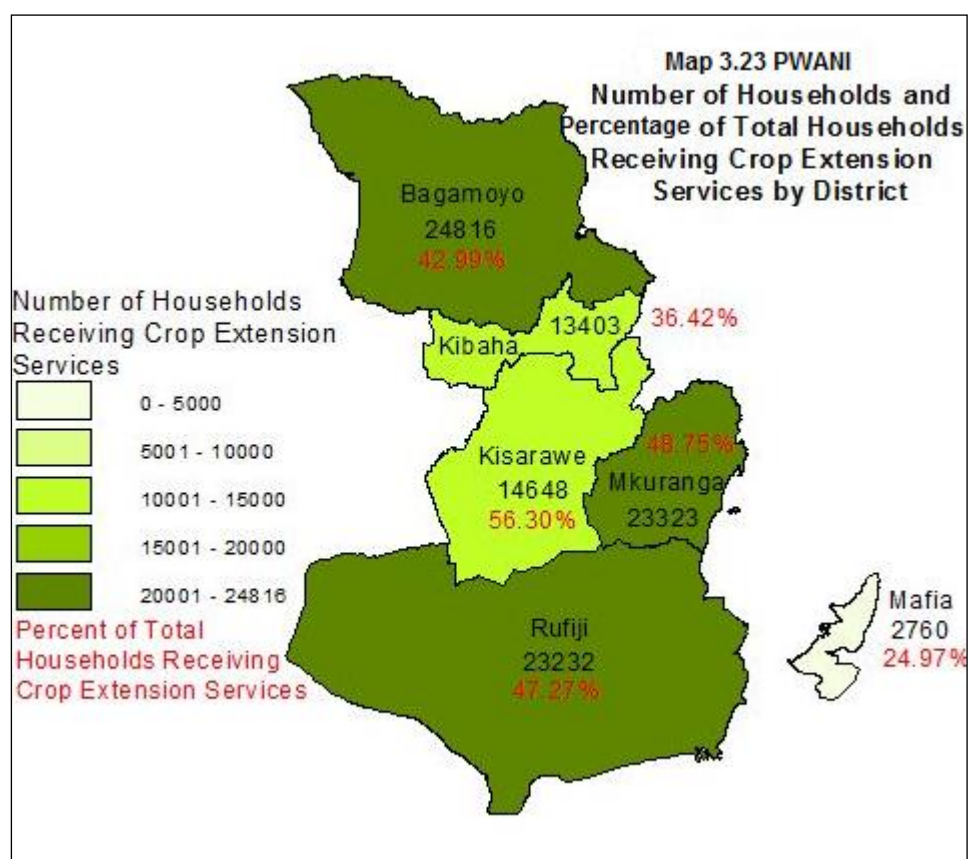 Map 3.23 PWANI
Number of Households and
Percentage of Total Households
Receiving Crop Extension
Services by District
Bagamoyo
24816
42.99%
13403
36.42%
Kibaha
Number of Households
Receiving Crop Extension
Services
0 - 5000
5001 - 10000
10001 - 15000
15001 - 20000
20001 - 24816
Percent of Total
Households Receiving
Crop Extension Services
Kisarawe
14648
56.30%
48.75%
Mkuranga
23323
Rufiji
23232
47.27%
Mafia
2760
24.97%